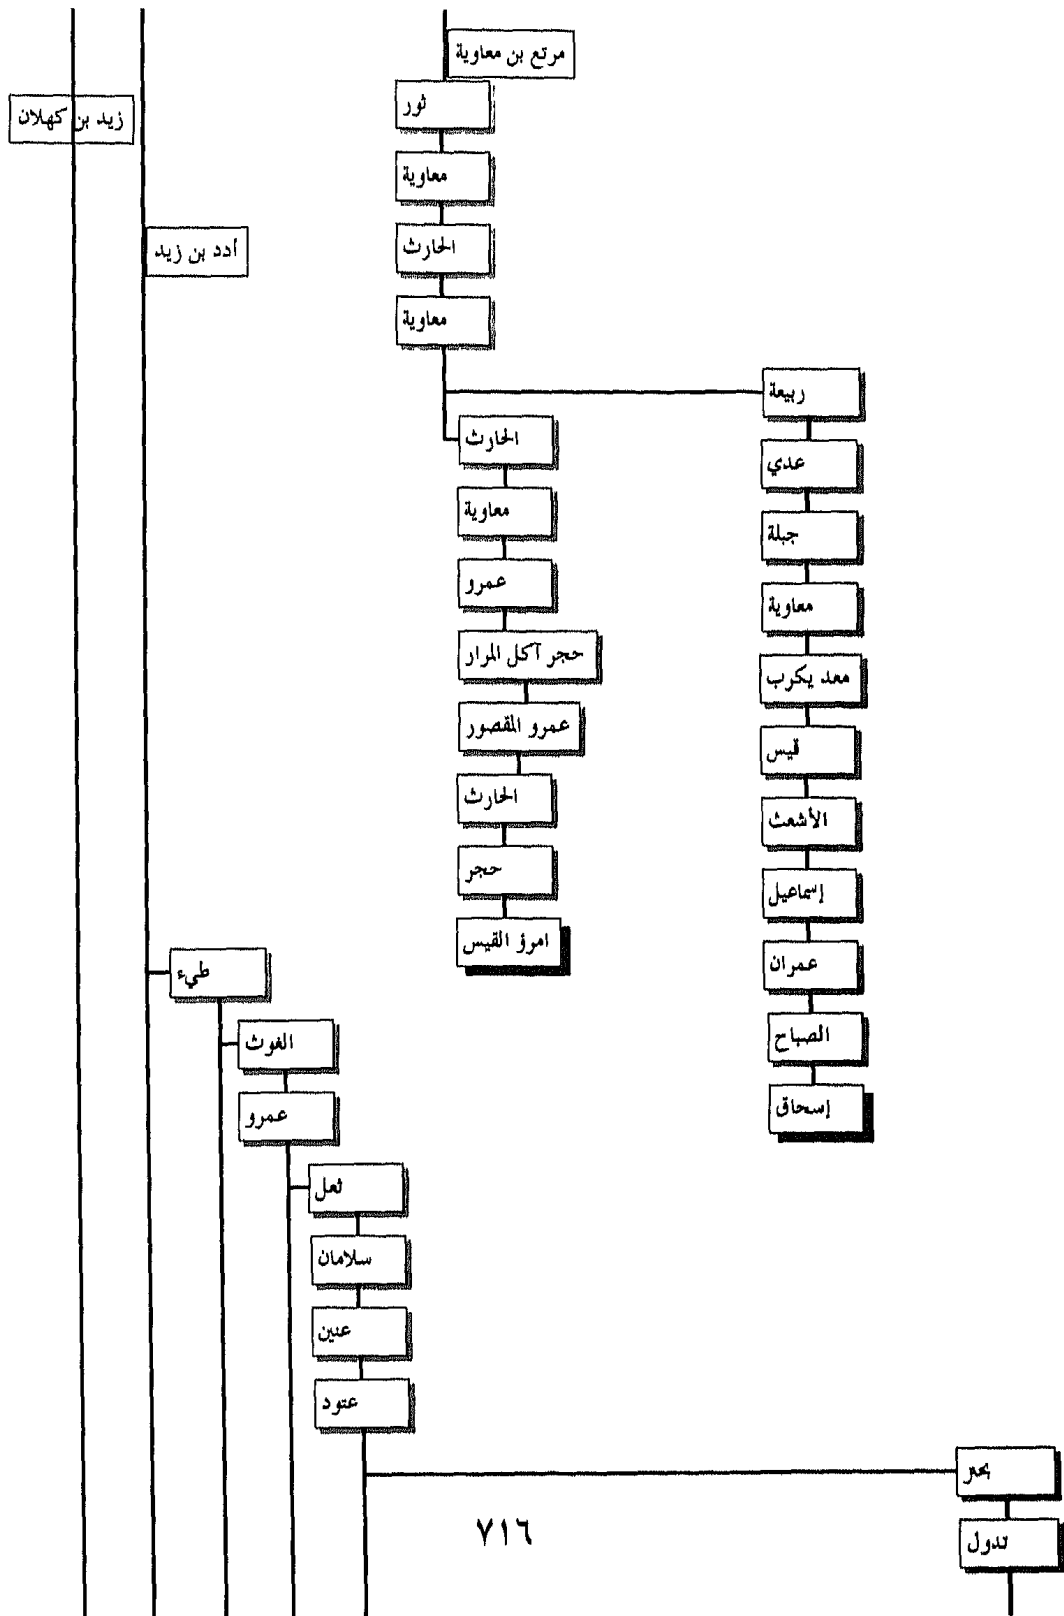 مرتع بن معاوية
ثور
زيد بن كهلان
معاوية
أدد بن زيد
الحارث
معاوية
ربيعة
الحارث
عدي
معاوية
جبلة
عمرو
معاوية
حجر آكل المرار
معد يكرب
عمرو المقصور
قيس
الحارث
الأشعث
حجر
إسماعيل
امرؤ القيس
عمران
طيء
الصباح
الغوث
إسحاق
عمرو
ثعل
سلامان
عنين
عتود
بحتر
تدول
٧١٦